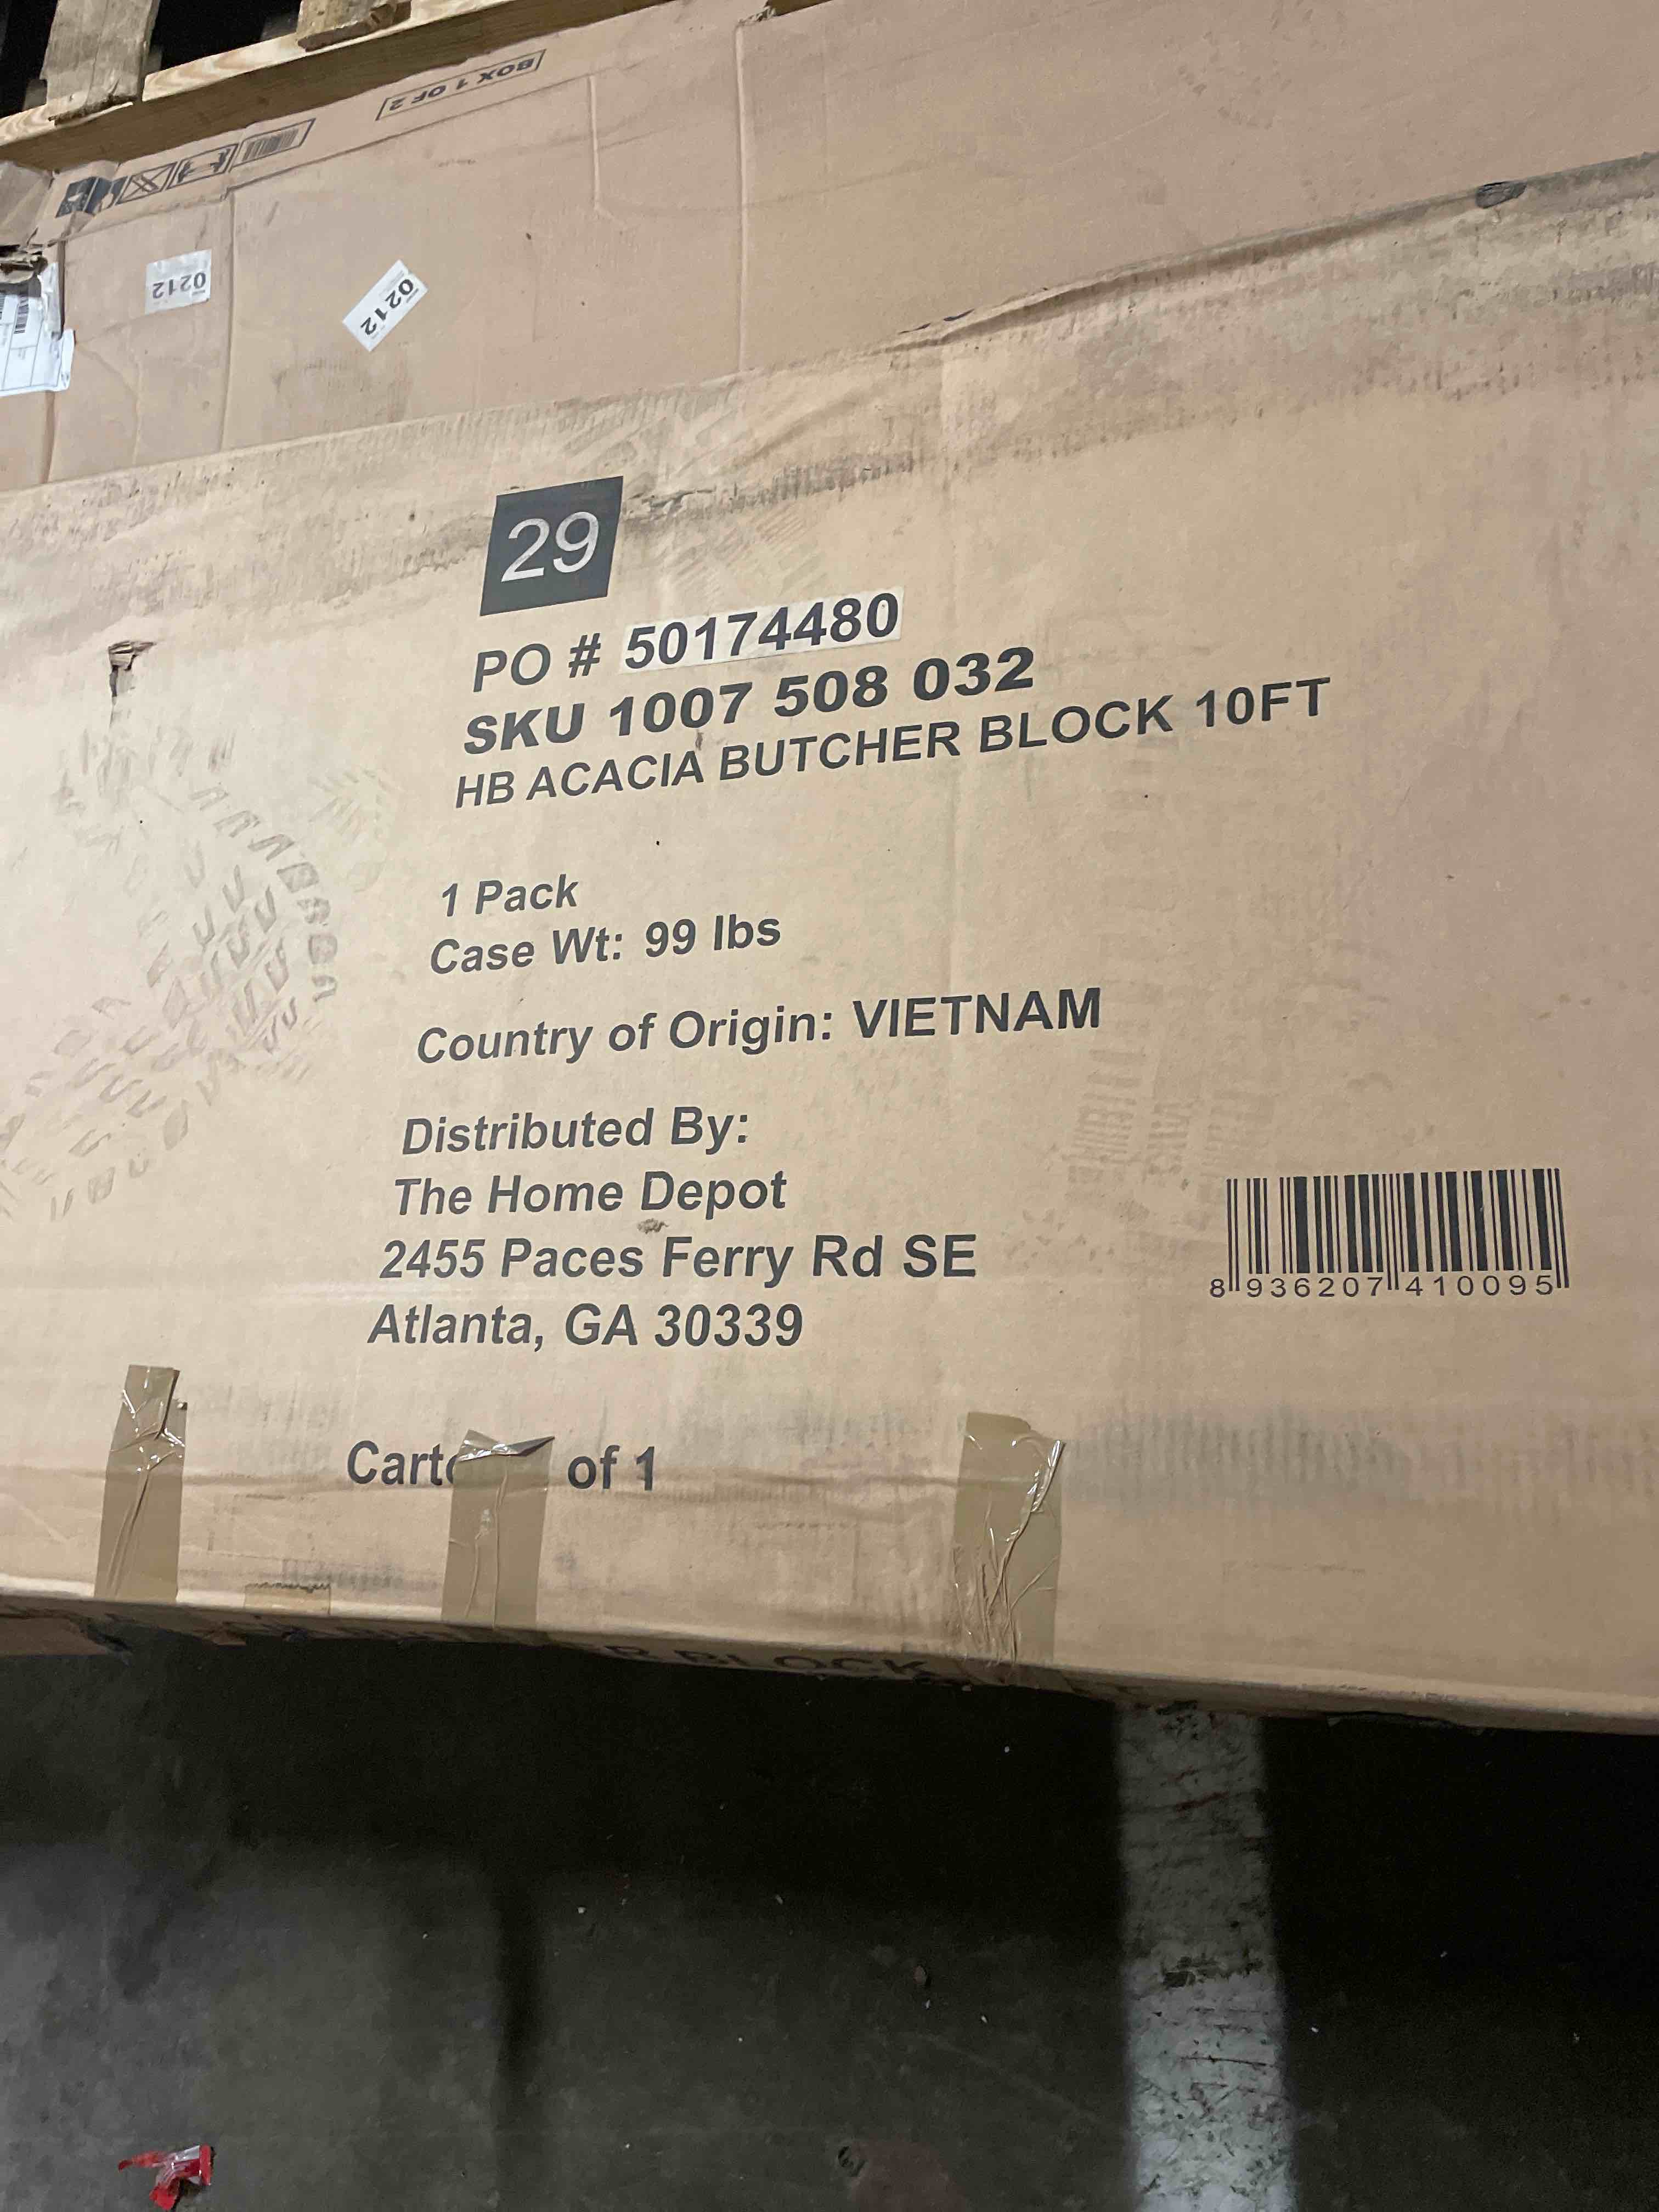 BOX 1 OF 2
0212
0212
29
PO # 50174480
SKU 1007 508 032
HB ACACIA BUTCHER BLOCK 10FT
1 Pack
Case Wt: 99 lbs
Country of Origin: VIETNAM
Distributed By:
The Home Depot
2455 Paces Ferry Rd SE
Atlanta, GA 30339
8 936207 410095
of 1
BLOCK